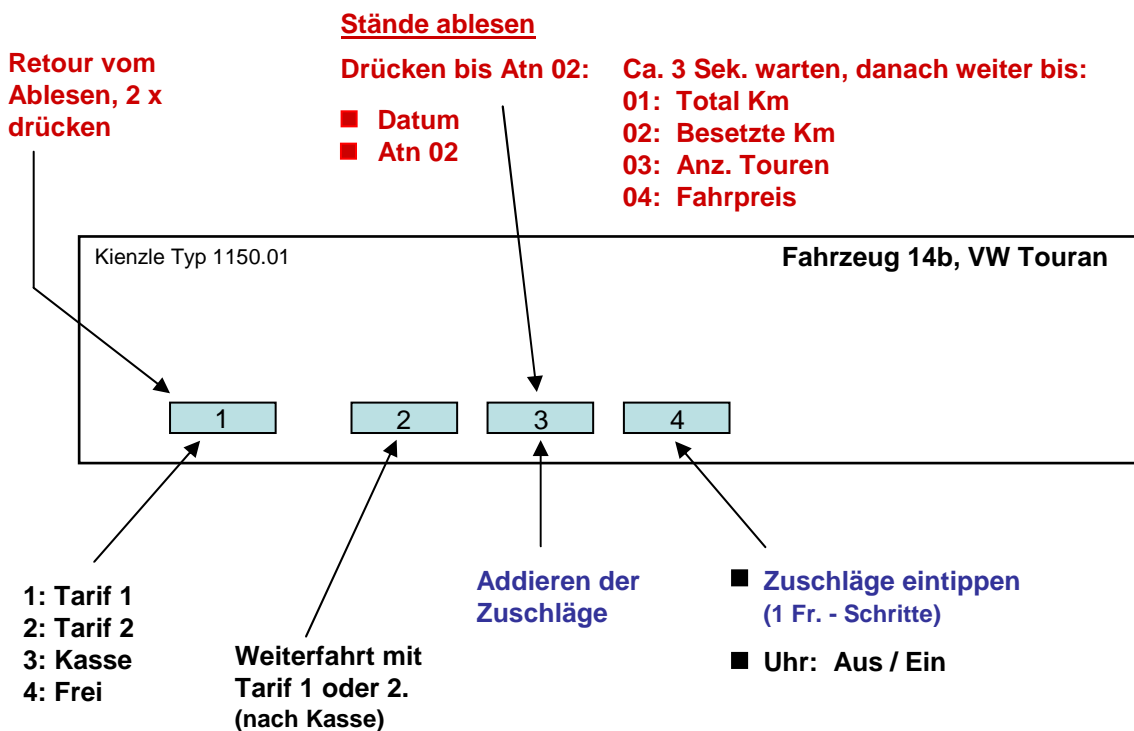 Stände ablesen
Retour vom
Ablesen, 2 x
drücken
Drücken bis Atn 02:
Datum
Atn 02
Ca. 3 Sek. warten, danach weiter bis:
01: Total Km
02: Besetzte Km
03: Anz. Touren
04: Fahrpreis
Kienzle Typ 1150.01
Fahrzeug 14b, VW Touran
1
2
3
4
1: Tarif 1
2: Tarif 2
3: Kasse
4: Frei
Weiterfahrt mit
Tarif 1 oder 2.
(nach Kasse)
Addieren der
Zuschläge
Zuschläge eintippen
(1 Fr. - Schritte)
Uhr: Aus / Ein